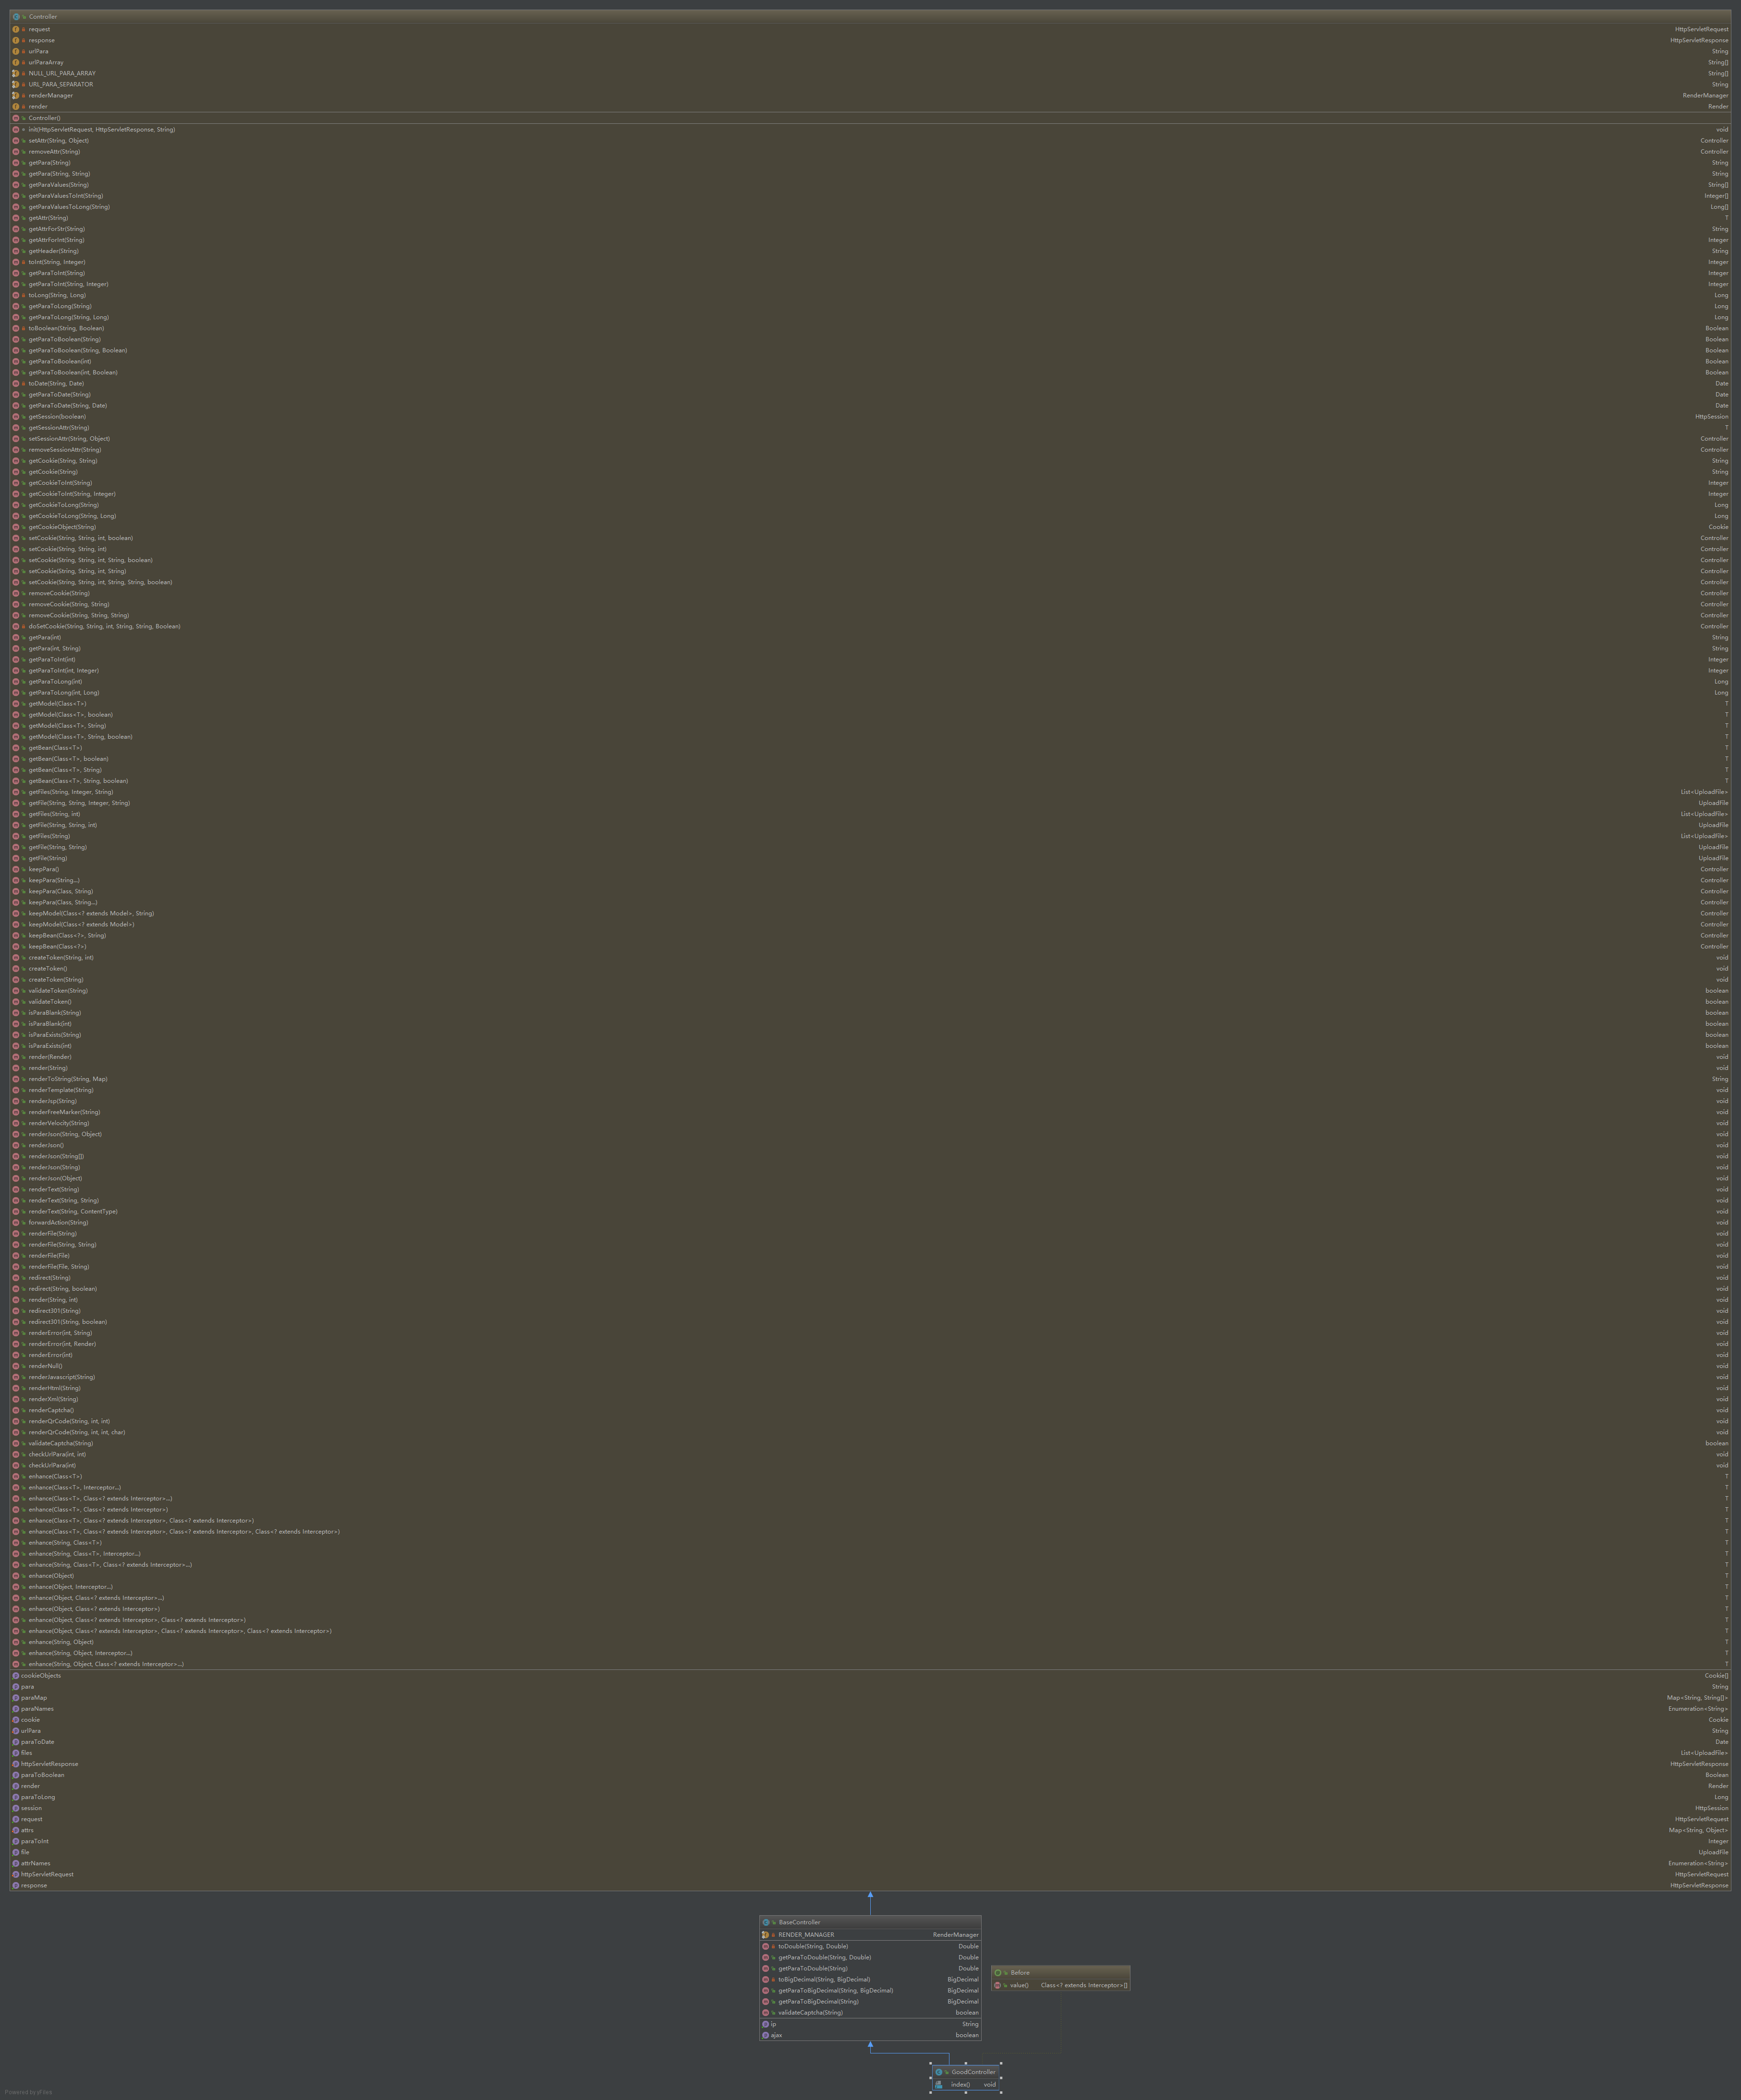 Controller
request HttpServletRequest
response HttpServletResponse
urlPara String
urlParaArray String[]
NULL_URL_PARA_ARRAY String[]
URL_PARA_SEPARATOR String
renderManager RenderManager
render Render
Controller()
init(HttpServletRequest, HttpServletResponse, String) void
setAttr(String, Object) Controller
removeAttr(String) Controller
getPara(String) String
getPara(String, String) String
getParaValues(String) String[]
getParaValuesToInt(String) Integer[]
getParaValuesToLong(String) Long[]
getAttr(String) T
getAttrForStr(String) String
getAttrForInt(String) Integer
getHeader(String) String
toInt(String, Integer) Integer
getParaToInt(String) Integer
getParaToInt(String, Integer) Integer
toLong(String, Long) Long
getParaToLong(String) Long
getParaToLong(String, Long) Long
toBoolean(String, Boolean) Boolean
getParaToBoolean(String) Boolean
getParaToBoolean(String, Boolean) Boolean
getParaToBoolean(int) Boolean
getParaToBoolean(int, Boolean) Boolean
toDate(String, Date) Date
getParaToDate(String) Date
getParaToDate(String, Date) Date
getSession(boolean) HttpSession
getSessionAttr(String) T
setSessionAttr(String, Object) Controller
removeSessionAttr(String) Controller
getCookie(String, String) String
getCookie(String) String
getCookieToInt(String) Integer
getCookieToInt(String, Integer) Integer
getCookieToLong(String) Long
getCookieToLong(String, Long) Long
getCookieObject(String) Cookie
setCookie(String, String, int, boolean) Controller
setCookie(String, String, int) Controller
setCookie(String, String, int, String, boolean) Controller
setCookie(String, String, int, String) Controller
setCookie(String, String, int, String, String, boolean) Controller
removeCookie(String) Controller
removeCookie(String, String) Controller
removeCookie(String, String, String) Controller
doSetCookie(String, String, int, String, String, Boolean) Controller
getPara(int) String
getPara(int, String) String
getParaToInt(int) Integer
getParaToInt(int, Integer) Integer
getParaToLong(int) Long
getParaToLong(int, Long) Long
getModel(Class<T>) T
getModel(Class<T>, boolean) T
getModel(Class<T>, String) T
getModel(Class<T>, String, boolean) T
getBean(Class<T>) T
getBean(Class<T>, boolean) T
getBean(Class<T>, String) T
getBean(Class<T>, String, boolean) T
getFiles(String, Integer, String) List<UploadFile>
getFile(String, String, Integer, String) UploadFile
getFiles(String, int) List<UploadFile>
getFile(String, String, int) UploadFile
getFiles(String) List<UploadFile>
getFile(String, String) UploadFile
getFile(String) UploadFile
keepPara() Controller
keepPara(String...) Controller
keepPara(Class, String) Controller
keepPara(Class, String...) Controller
keepModel(Class<? extends Model>, String) Controller
keepModel(Class<? extends Model>) Controller
keepBean(Class<?>, String) Controller
keepBean(Class<?>) Controller
createToken(String, int) void
createToken() void
createToken(String) void
validateToken(String) boolean
validateToken() boolean
isParaBlank(String) boolean
isParaBlank(int) boolean
isParaExists(String) boolean
isParaExists(int) boolean
render(Render) void
render(String) void
renderToString(String, Map) String
renderTemplate(String) void
renderJsp(String) void
renderFreeMarker(String) void
renderVelocity(String) void
renderJson(String, Object) void
renderJson() void
renderJson(String[]) void
renderJson(String) void
renderJson(Object) void
renderText(String) void
renderText(String, String) void
renderText(String, ContentType) void
forwardAction(String) void
renderFile(String) void
renderFile(String, String) void
renderFile(File) void
renderFile(File, String) void
redirect(String) void
redirect(String, boolean) void
render(String, int) void
redirect301(String) void
redirect301(String, boolean) void
renderError(int, String) void
renderError(int, Render) void
renderError(int) void
renderNull() void
renderJavascript(String) void
renderHtml(String) void
renderXml(String) void
renderCaptcha() void
renderQrCode(String, int, int) void
renderQrCode(String, int, int, char) void
validateCaptcha(String) boolean
checkUrlPara(int, int) void
checkUrlPara(int) void
enhance(Class<T>) T
enhance(Class<T>, Interceptor...) T
enhance(Class<T>, Class<? extends Interceptor>...) T
enhance(Class<T>, Class<? extends Interceptor>) T
enhance(Class<T>, Class<? extends Interceptor>, Class<? extends Interceptor>) T
enhance(Class<T>, Class<? extends Interceptor>, Class<? extends Interceptor>, Class<? extends Interceptor>) T
enhance(String, Class<T>) T
enhance(String, Class<T>, Interceptor...) T
enhance(String, Class<T>, Class<? extends Interceptor>...) T
enhance(Object) T
enhance(Object, Interceptor...) T
enhance(Object, Class<? extends Interceptor>...) T
enhance(Object, Class<? extends Interceptor>) T
enhance(Object, Class<? extends Interceptor>, Class<? extends Interceptor>) T
enhance(Object, Class<? extends Interceptor>, Class<? extends Interceptor>, Class<? extends Interceptor>) T
enhance(String, Object) T
enhance(String, Object, Interceptor...) T
enhance(String, Object, Class<? extends Interceptor>...) T
cookieObjects Cookie[]
para String
paraMap Map<String, String[]>
paraNames Enumeration<String>
cookie Cookie
urlPara String
paraToDate Date
files List<UploadFile>
httpServletResponse HttpServletResponse
paraToBoolean Boolean
render Render
paraToLong Long
session HttpSession
request HttpServletRequest
attrs Map<String, Object>
paraToInt Integer
file UploadFile
attrNames Enumeration<String>
httpServletRequest HttpServletRequest
response HttpServletResponse
BaseController
RENDER_MANAGER RenderManager
toDouble(String, Double) Double
getParaToDouble(String, Double) Double
getParaToDouble(String) Double
toBigDecimal(String, BigDecimal) BigDecimal
getParaToBigDecimal(String, BigDecimal) BigDecimal
getParaToBigDecimal(String) BigDecimal
validateCaptcha(String) boolean
ip String
ajax boolean
Before
value() Class<? extends Interceptor>[]
GoodController
index() void
Powered by yFiles